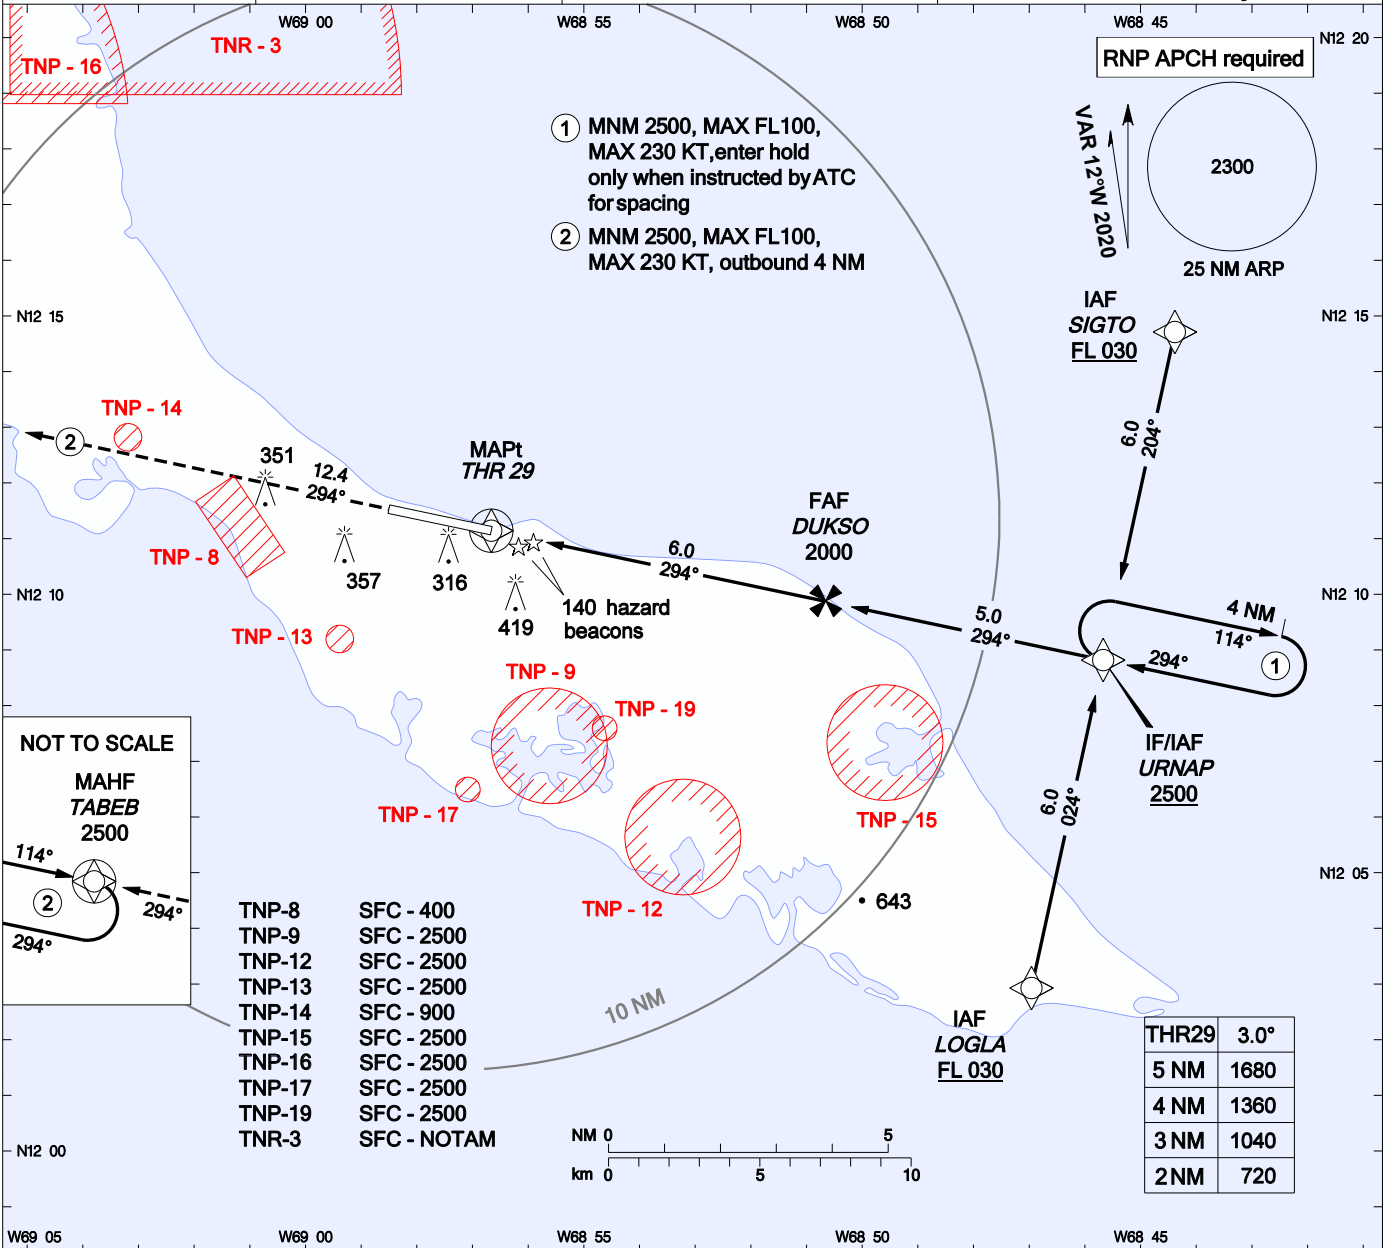 W69 00
W68 55
W68 50
W68 45
N12 20
TNR - 3
TNP - 16
RNP APCH required
1 MNM 2500, MAX FL100,
MAX 230 KT,enter hold
only when instructed by ATC
for spacing
2 MNM 2500, MAX FL100,
MAX 230 KT, outbound 4 NM
VAR 12°W 2020
2300
25 NM ARP
N12 15
N12 15
IAF
SIGTO
FL 030
6.0
204°
TNP - 14
2
351
12.4
294°
MAPt
THR 29
FAF
DUKSO
2000
TNP - 8
357
316
419
6.0
294°
140 hazard
beacons
N12 10
N12 10
5.0
294°
4 NM
114°
294°
1
TNP - 13
TNP - 9
TNP - 19
TNP - 17
TNP - 12
TNP - 15
IF/IAF
URNAP
2500
6.0
024°
NOT TO SCALE
MAHF
TABEB
2500
114°
2
294°
294°
N12 05
643
10 NM
TNP-8 SFC - 400
TNP-9 SFC - 2500
TNP-12 SFC - 2500
TNP-13 SFC - 2500
TNP-14 SFC - 900
TNP-15 SFC - 2500
TNP-16 SFC - 2500
TNP-17 SFC - 2500
TNP-19 SFC - 2500
TNR-3 SFC - NOTAM
IAF
LOGLA
FL 030
THR29 3.0°
5 NM 1680
4 NM 1360
3 NM 1040
2 NM 720
NM 0 5
km 0 5 10
N12 00
W69 05
W69 00
W68 55
W68 50
W68 45